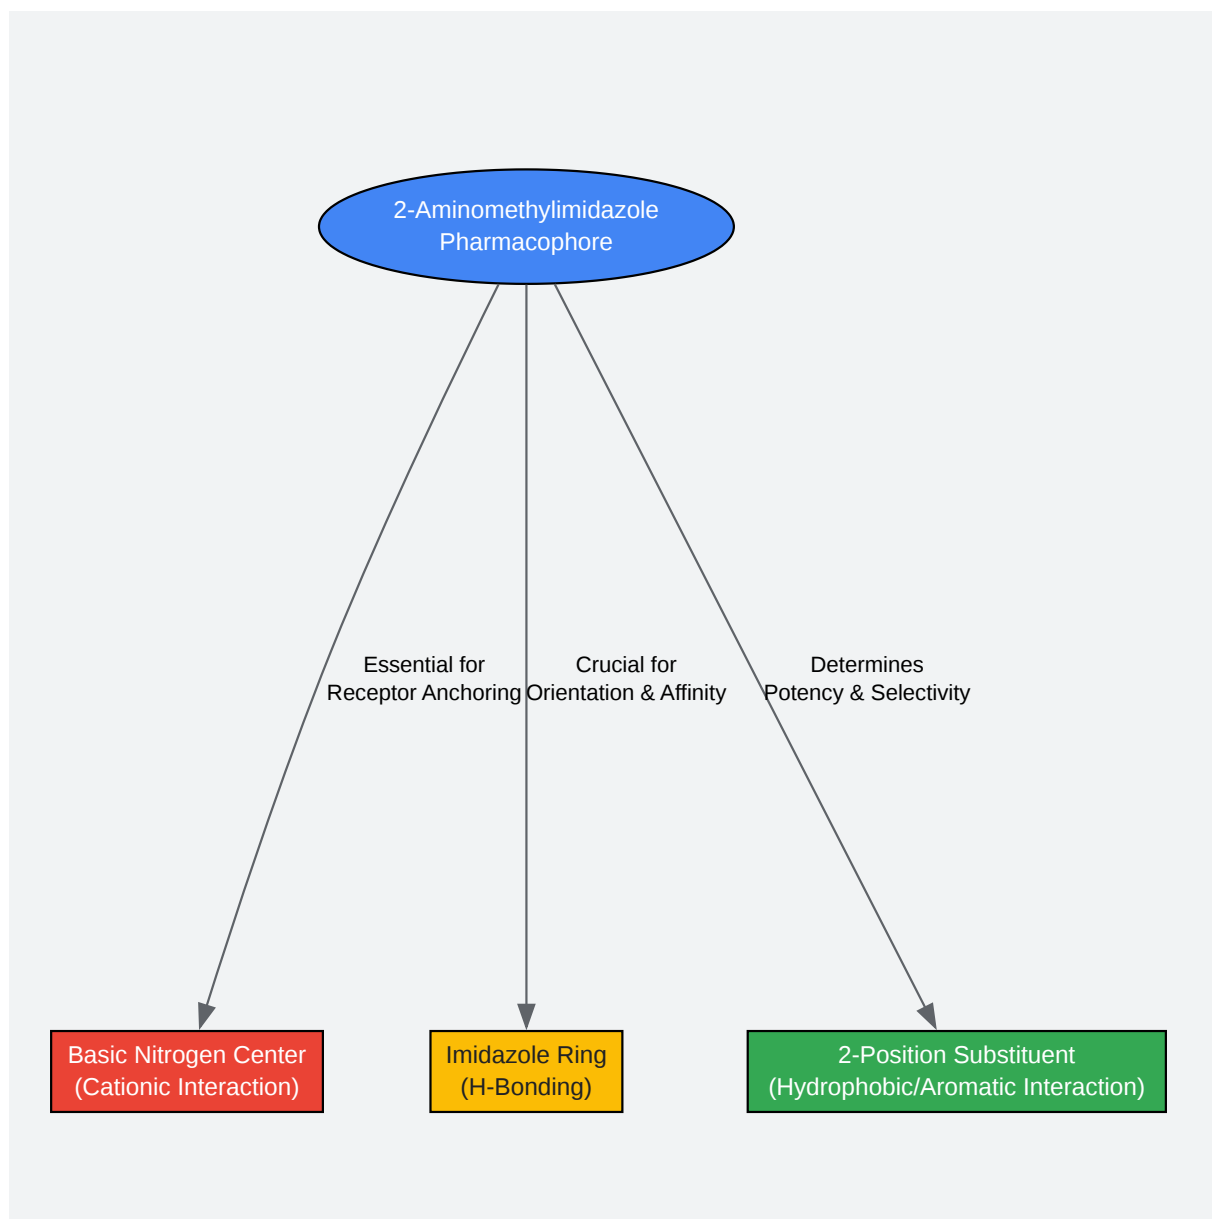 2-Aminomethylimidazole
Pharmacophore
Essential for
Receptor Anchoring
Crucial for
Orientation & Affinity
Determines
Potency & Selectivity
Basic Nitrogen Center
(Cationic Interaction)
Imidazole Ring
(H-Bonding)
2-Position Substituent
(Hydrophobic/Aromatic Interaction)